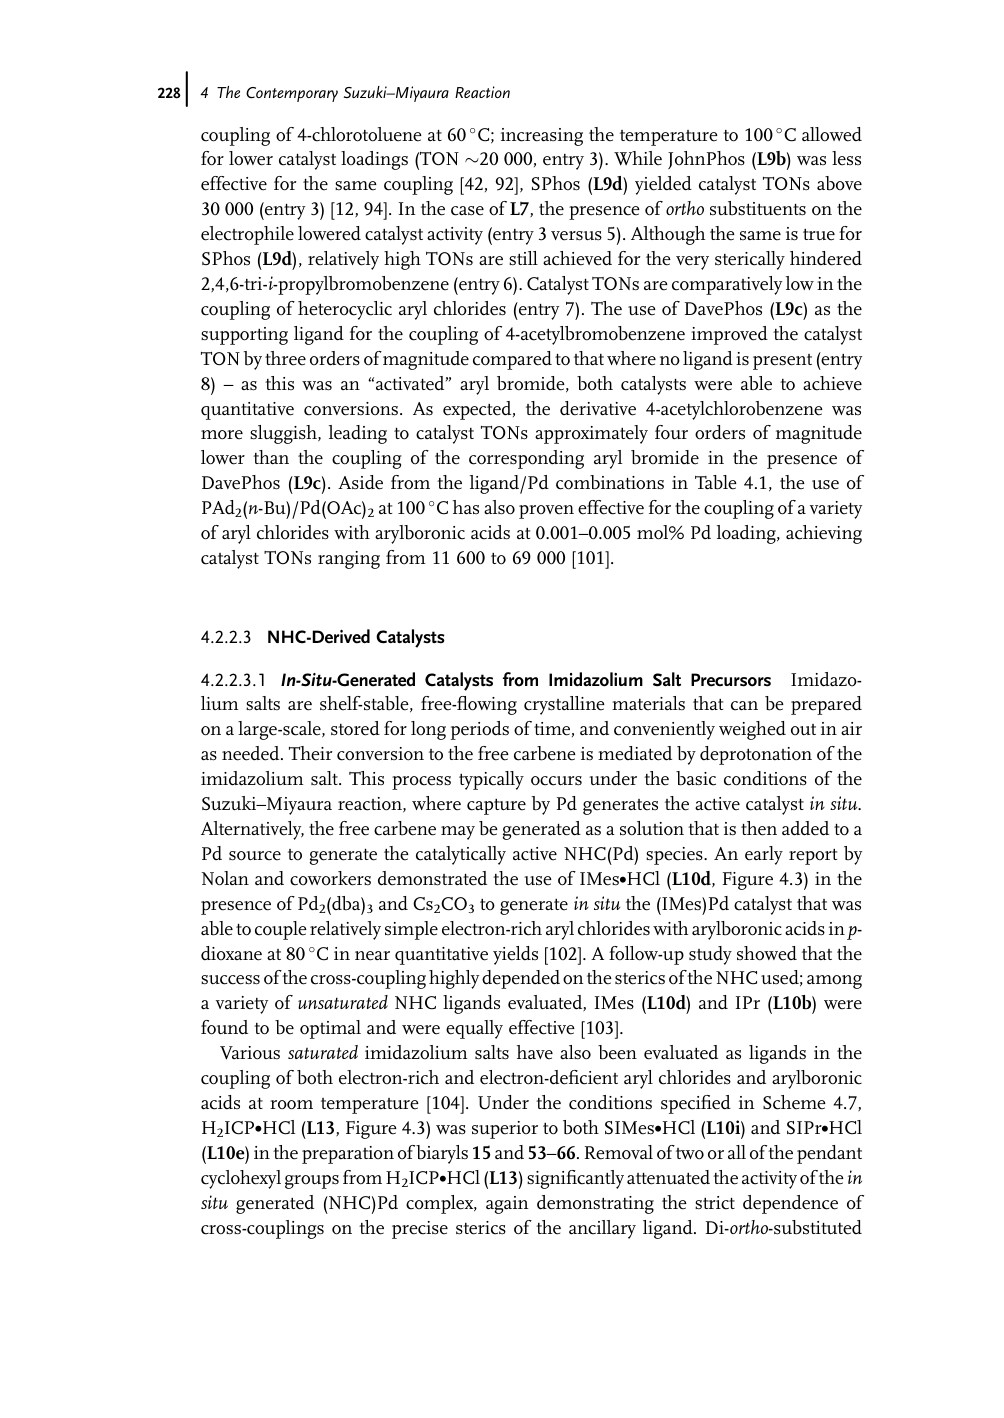 228 4 The Contemporary Suzuki–Miyaura Reaction
coupling of 4-chlorotoluene at 60 °C; increasing the temperature to 100 °C allowed
for lower catalyst loadings (TON ∼20 000, entry 3). While JohnPhos (L9b) was less
effective for the same coupling [42, 92], SPhos (L9d) yielded catalyst TONs above
30 000 (entry 3) [12, 94]. In the case of L7, the presence of ortho substituents on the
electrophile lowered catalyst activity (entry 3 versus 5). Although the same is true for
SPhos (L9d), relatively high TONs are still achieved for the very sterically hindered
2,4,6-tri-i-propylbromobenzene (entry 6). Catalyst TONs are comparatively low in the
coupling of heterocyclic aryl chlorides (entry 7). The use of DavePhos (L9c) as the
supporting ligand for the coupling of 4-acetylbromobenzene improved the catalyst
TON by three orders of magnitude compared to that where no ligand is present (entry
8) – as this was an “activated” aryl bromide, both catalysts were able to achieve
quantitative conversions. As expected, the derivative 4-acetylchlorobenzene was
more sluggish, leading to catalyst TONs approximately four orders of magnitude
lower than the coupling of the corresponding aryl bromide in the presence of
DavePhos (L9c). Aside from the ligand/Pd combinations in Table 4.1, the use of
PAd₂(n-Bu)/Pd(OAc)₂ at 100 °C has also proven effective for the coupling of a variety
of aryl chlorides with arylboronic acids at 0.001–0.005 mol% Pd loading, achieving
catalyst TONs ranging from 11 600 to 69 000 [101].
4.2.2.3 NHC-Derived Catalysts
4.2.2.3.1 In-Situ-Generated Catalysts from Imidazolium Salt Precursors Imidazo-
lium salts are shelf-stable, free-flowing crystalline materials that can be prepared
on a large-scale, stored for long periods of time, and conveniently weighed out in air
as needed. Their conversion to the free carbene is mediated by deprotonation of the
imidazolium salt. This process typically occurs under the basic conditions of the
Suzuki–Miyaura reaction, where capture by Pd generates the active catalyst in situ.
Alternatively, the free carbene may be generated as a solution that is then added to a
Pd source to generate the catalytically active NHC(Pd) species. An early report by
Nolan and coworkers demonstrated the use of IMes•HCl (L10d, Figure 4.3) in the
presence of Pd₂(dba)₃ and Cs₂CO₃ to generate in situ the (IMes)Pd catalyst that was
able to couple relatively simple electron-rich aryl chlorides with arylboronic acids in p-
dioxane at 80 °C in near quantitative yields [102]. A follow-up study showed that the
success of the cross-coupling highly depended on the sterics of the NHC used; among
a variety of unsaturated NHC ligands evaluated, IMes (L10d) and IPr (L10b) were
found to be optimal and were equally effective [103].
Various saturated imidazolium salts have also been evaluated as ligands in the
coupling of both electron-rich and electron-deficient aryl chlorides and arylboronic
acids at room temperature [104]. Under the conditions specified in Scheme 4.7,
H₂ICP•HCl (L13, Figure 4.3) was superior to both SIMes•HCl (L10i) and SIPr•HCl
(L10e) in the preparation of biaryls 15 and 53–66. Removal of two or all of the pendant
cyclohexyl groups from H₂ICP•HCl (L13) significantly attenuated the activity of the in
situ generated (NHC)Pd complex, again demonstrating the strict dependence of
cross-couplings on the precise sterics of the ancillary ligand. Di-ortho-substituted